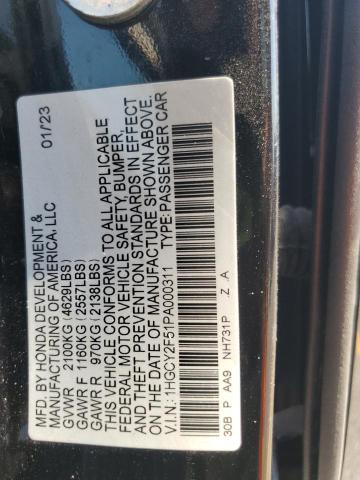 MFD. BY HONDA DEVELOPMENT &
MANUFACTURING OF AMERICA, LLC 01/23
GVWR 2100KG (4629LBS)
GAWR F 1160KG (2557LBS)
GAWR R 970KG (2138LBS)
THIS VEHICLE CONFORMS TO ALL APPLICABLE
FEDERAL MOTOR VEHICLE SAFETY, BUMPER,
AND THEFT PREVENTION STANDARDS IN EFFECT
ON THE DATE OF MANUFACTURE SHOWN ABOVE.
V.I.N.: 1HGCY2F51PA000311 TYPE: PASSENGER CAR
30B P AA9 NH731P .Z .A